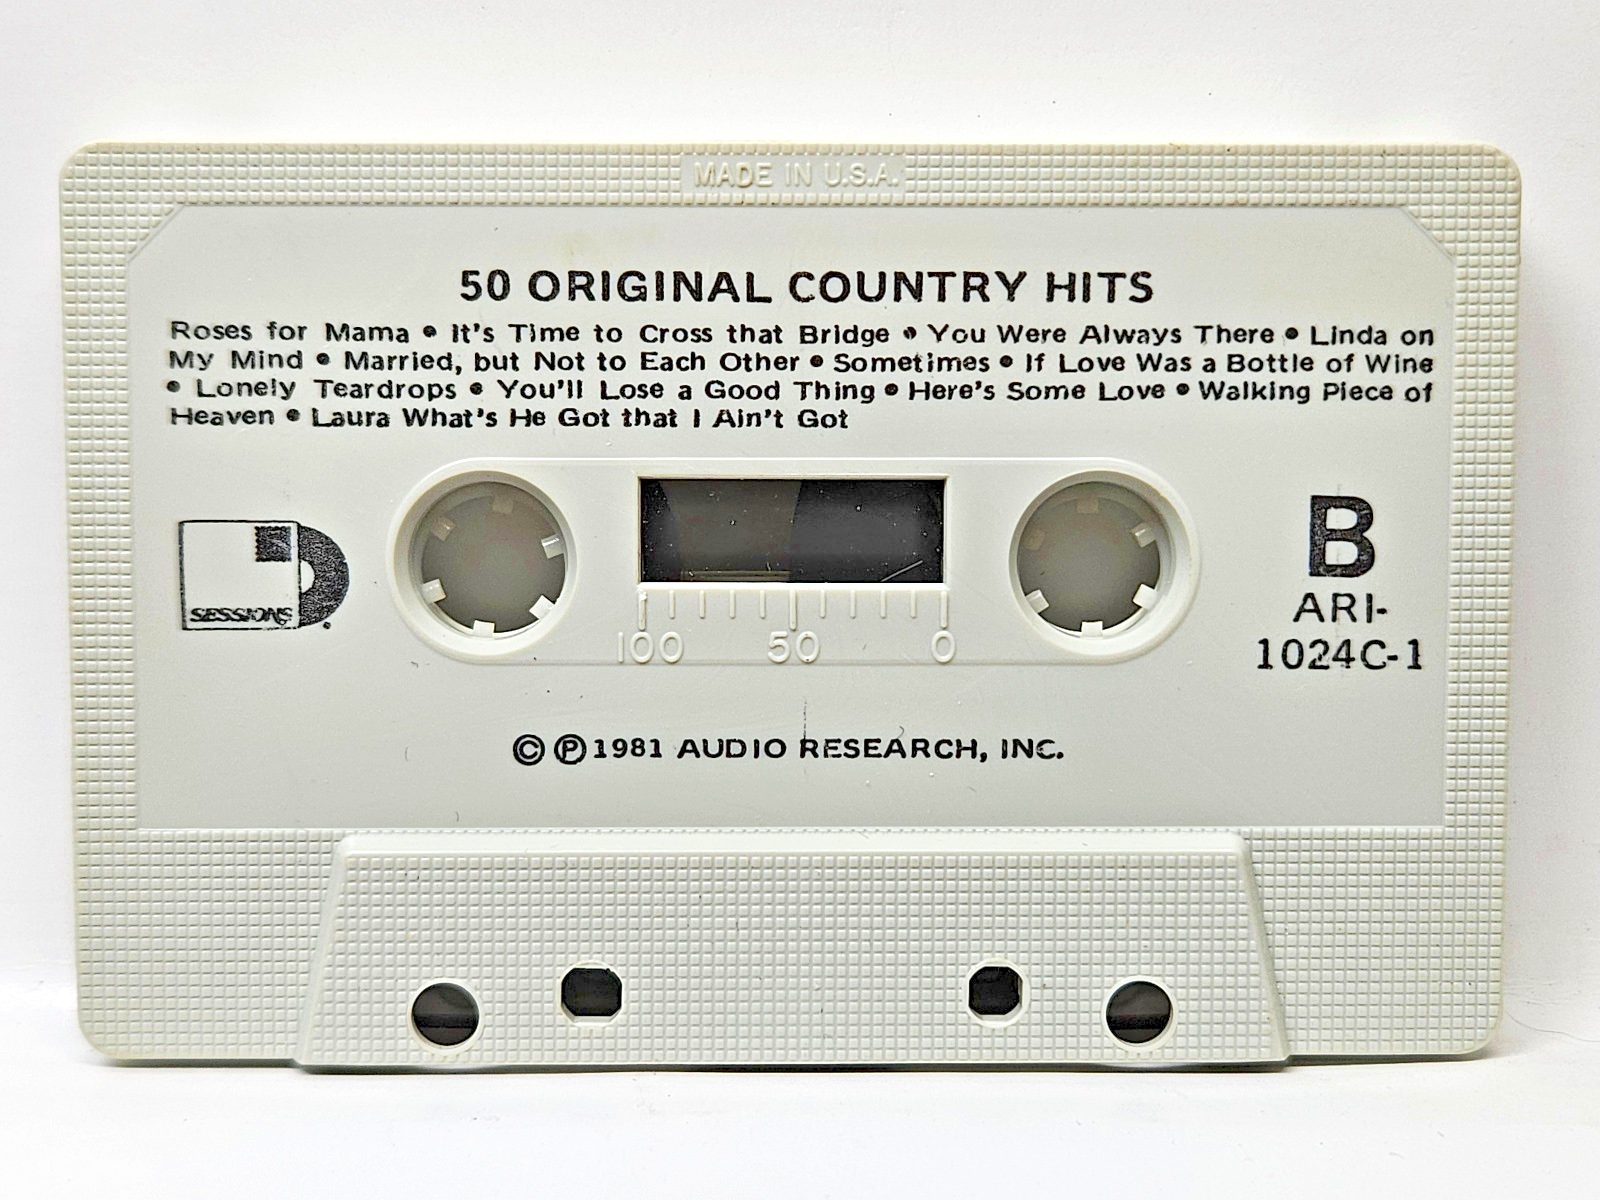 MADE IN U.S.A.
50 ORIGINAL COUNTRY HITS
Roses for Mama • It's Time to Cross that Bridge • You Were Always There • Linda on
My Mind • Married, but Not to Each Other • Sometimes • If Love Was a Bottle of Wine
• Lonely Teardrops • You'll Lose a Good Thing • Here's Some Love • Walking Piece of
Heaven • Laura What's He Got that I Ain't Got
SESSIONS
B
ARI-
1024C-1
100 50 0
© ℗ 1981 AUDIO RESEARCH, INC.